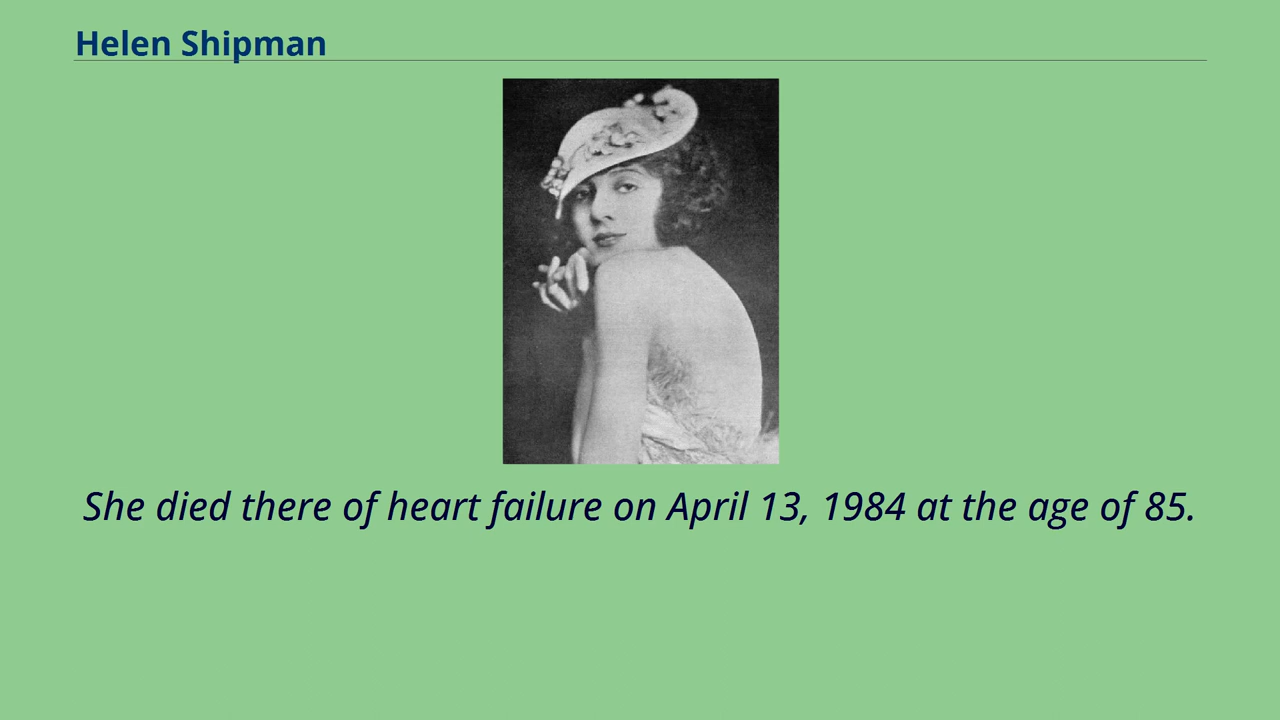 Helen Shipman
She died there of heart failure on April 13, 1984 at the age of 85.